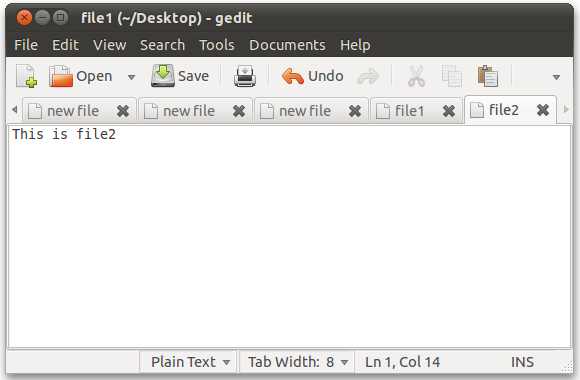 file1 (~/Desktop) - gedit
File Edit View Search Tools Documents Help
Open Save Undo
new file new file new file file1 file2
This is file2
Plain Text Tab Width: 8 Ln 1, Col 14 INS